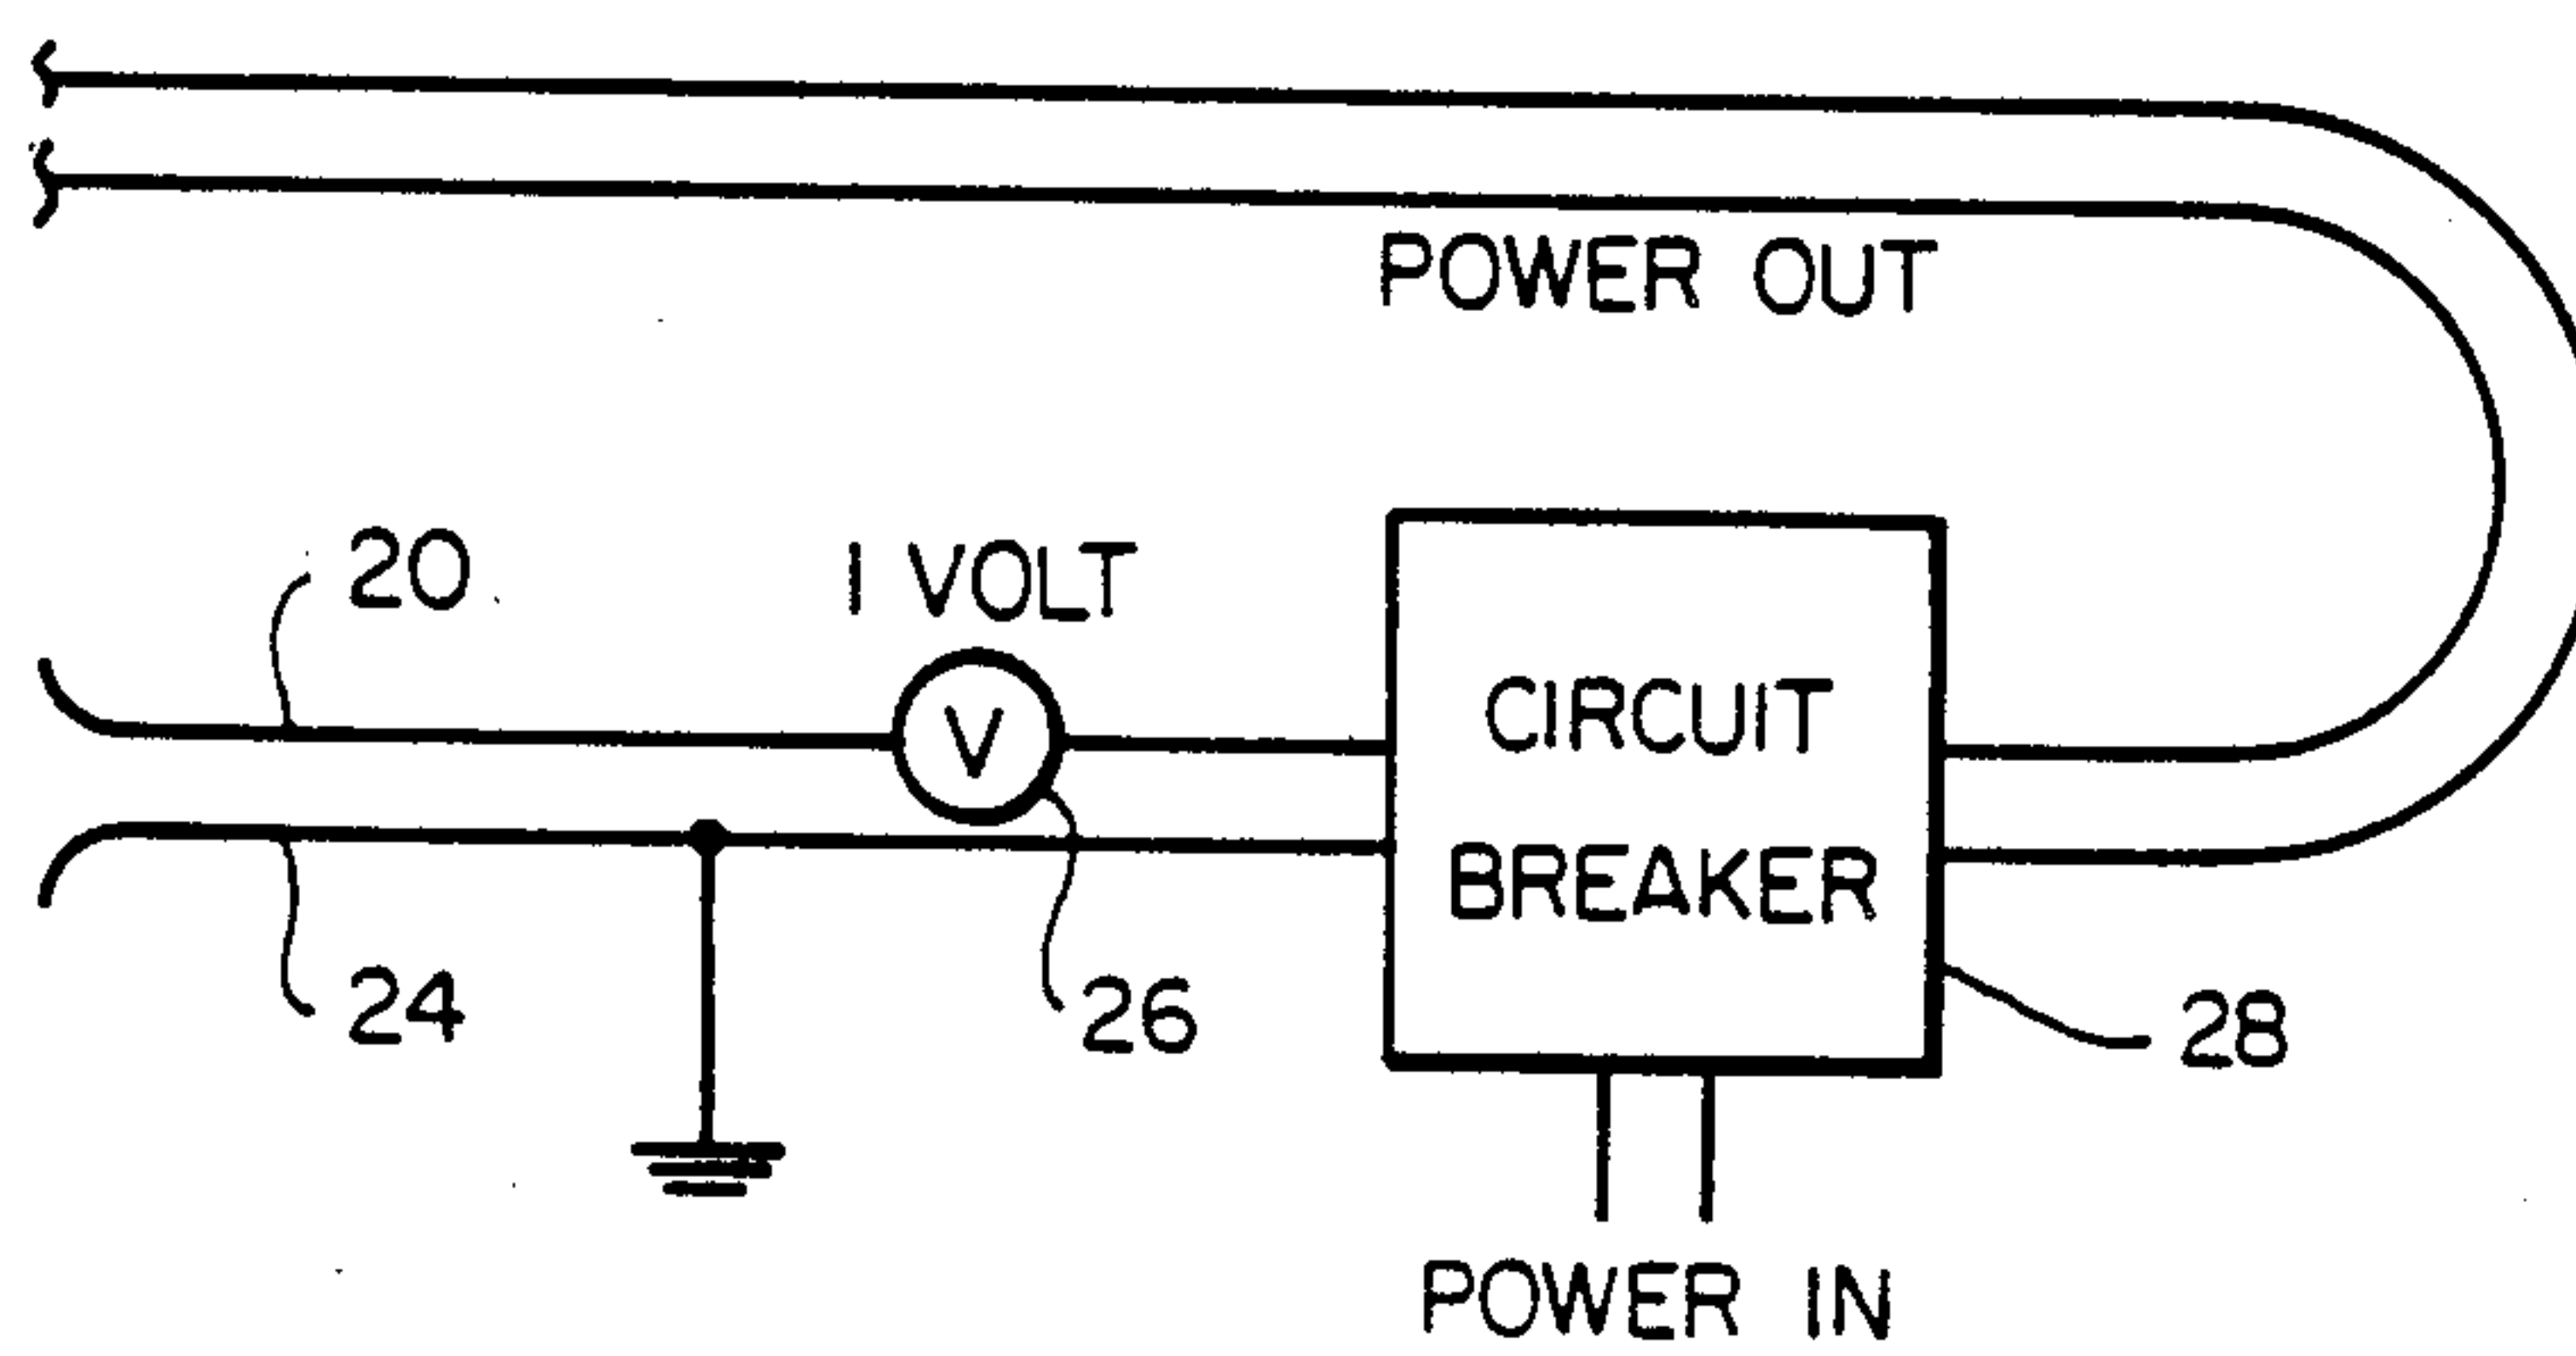 POWER OUT
20
I VOLT
V
CIRCUIT
BREAKER
24
26
28
POWER IN